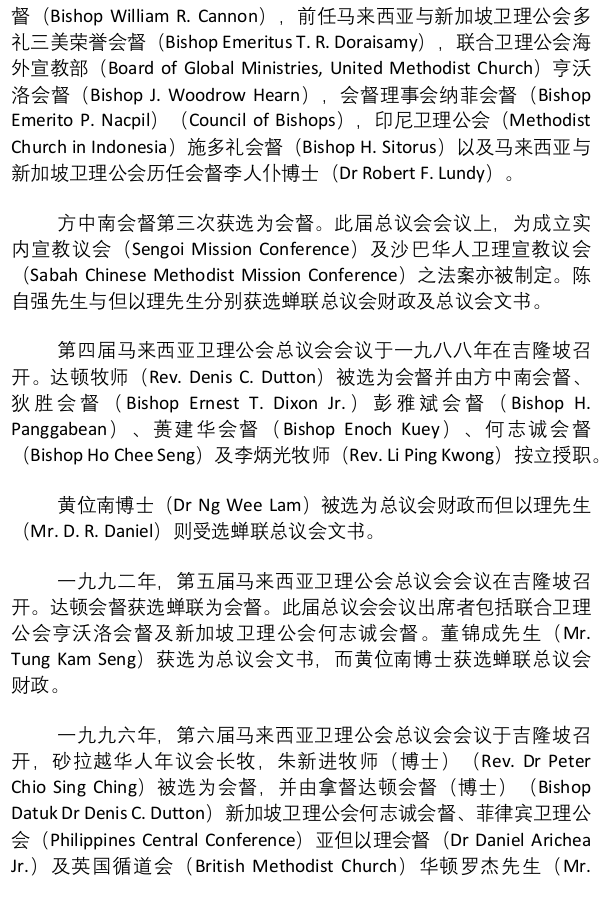 督（Bishop William R. Cannon），前任马来西亚与新加坡卫理公会多
礼三美荣誉会督（Bishop Emeritus T. R. Doraisamy），联合卫理公会海
外宣教部（Board of Global Ministries, United Methodist Church）亨沃
洛会督（Bishop J. Woodrow Hearn），会督理事会纳菲会督（Bishop
Emerito P. Nacpil）（Council of Bishops），印尼卫理公会（Methodist
Church in Indonesia）施多礼会督（Bishop H. Sitorus）以及马来西亚与
新加坡卫理公会历任会督李人仆博士（Dr Robert F. Lundy）。
方中南会督第三次获选为会督。此届总议会会议上，为成立实
内宣教议会（Sengoi Mission Conference）及沙巴华人卫理宣教议会
（Sabah Chinese Methodist Mission Conference）之法案亦被制定。陈
自强先生与但以理先生分别获选蝉联总议会财政及总议会文书。
第四届马来西亚卫理公会总议会会议于一九八八年在吉隆坡召
开。达顿牧师（Rev. Denis C. Dutton）被选为会督并由方中南会督、
狄胜会督（Bishop Ernest T. Dixon Jr.）彭雅斌会督（Bishop H.
Panggabean）、蒉建华会督（Bishop Enoch Kuey）、何志诚会督
（Bishop Ho Chee Seng）及李炳光牧师（Rev. Li Ping Kwong）按立授职。
黄位南博士（Dr Ng Wee Lam）被选为总议会财政而但以理先生
（Mr. D. R. Daniel）则受选蝉联总议会文书。
一九九二年，第五届马来西亚卫理公会总议会会议在吉隆坡召
开。达顿会督获选蝉联为会督。此届总议会会议出席者包括联合卫理
公会亨沃洛会督及新加坡卫理公会何志诚会督。董锦成先生（Mr.
Tung Kam Seng）获选为总议会文书，而黄位南博士获选蝉联总议会
财政。
一九九六年，第六届马来西亚卫理公会总议会会议于吉隆坡召
开，砂拉越华人年议会长牧，朱新进牧师（博士）（Rev. Dr Peter
Chio Sing Ching）被选为会督，并由拿督达顿会督（博士）（Bishop
Datuk Dr Denis C. Dutton）新加坡卫理公会何志诚会督、菲律宾卫理公
会（Philippines Central Conference）亚但以理会督（Dr Daniel Arichea
Jr.）及英国循道会（British Methodist Church）华顿罗杰先生（Mr.